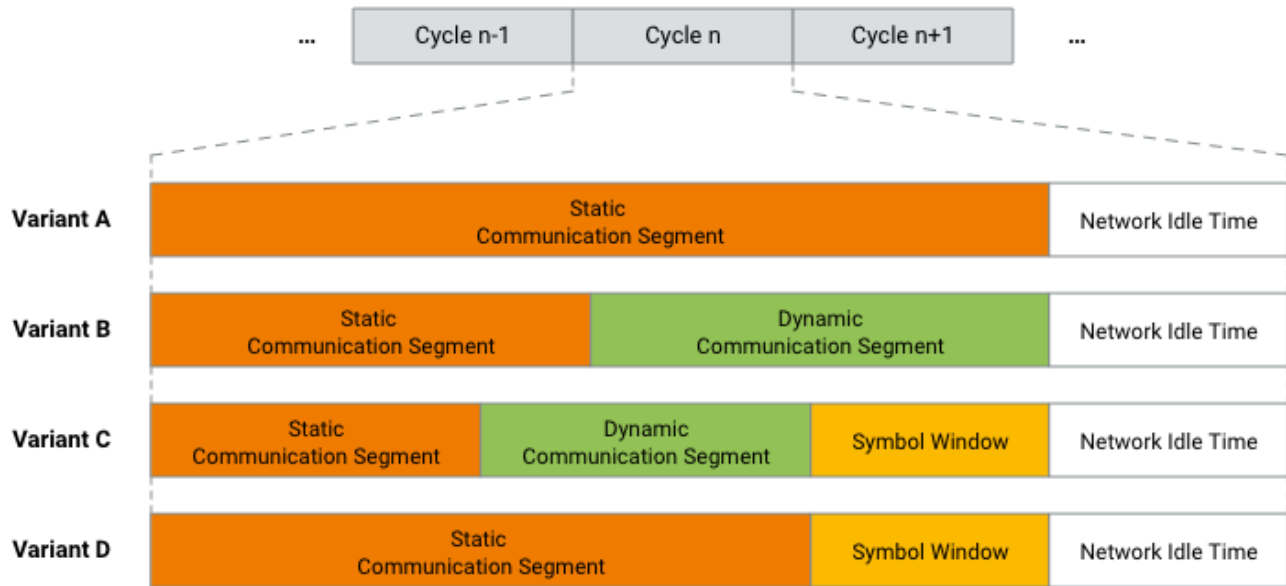 ... Cycle n-1 Cycle n Cycle n+1 ...
Variant A
Static
Communication Segment
Network Idle Time
Variant B
Static
Communication Segment
Dynamic
Communication Segment
Network Idle Time
Variant C
Static
Communication Segment
Dynamic
Communication Segment
Symbol Window
Network Idle Time
Variant D
Static
Communication Segment
Symbol Window
Network Idle Time